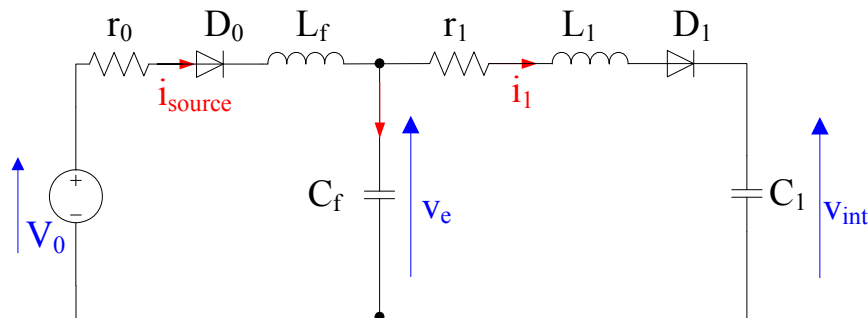 r0 D0 Lf r1 L1 D1
isource i1
+
−
V0 Cf ve C1 vint